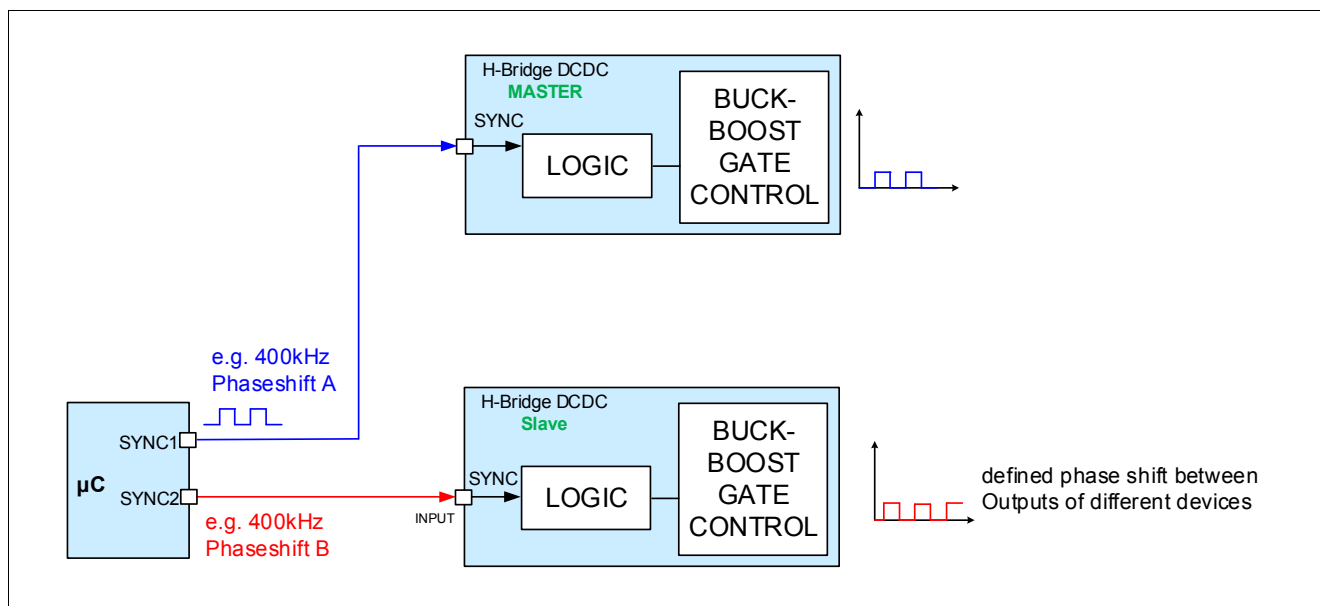 H-Bridge DCDC
MASTER
SYNC
LOGIC
BUCK-
BOOST
GATE
CONTROL
e.g. 400kHz
Phaseshift A
µC
SYNC1
SYNC2
e.g. 400kHz
Phaseshift B
H-Bridge DCDC
Slave
SYNC
INPUT
LOGIC
BUCK-
BOOST
GATE
CONTROL
defined phase shift between
Outputs of different devices